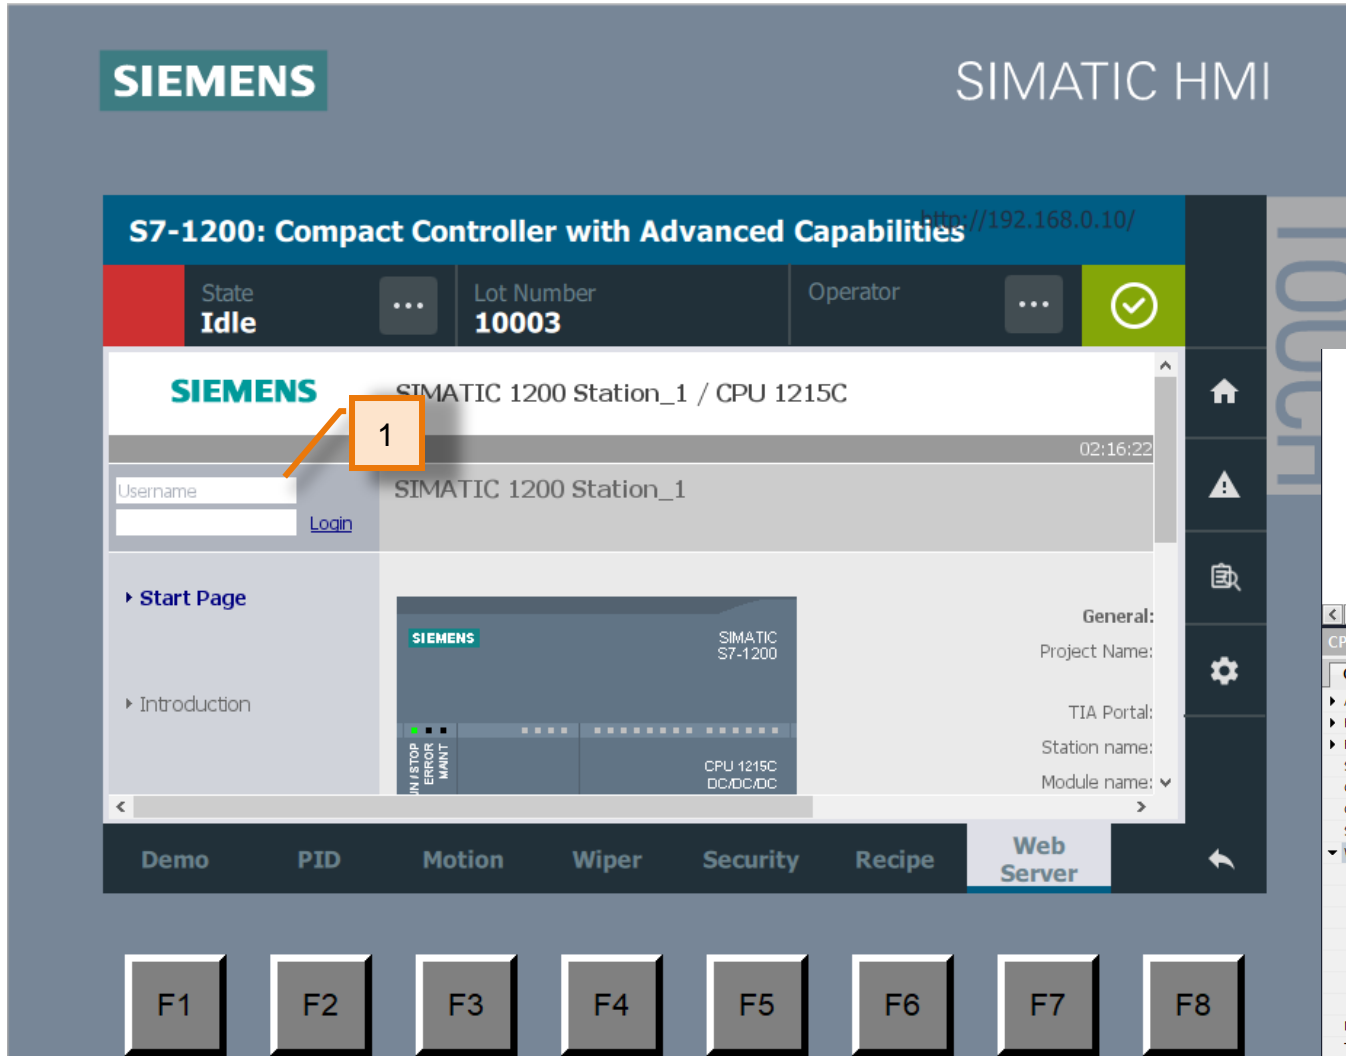 SIEMENS
SIMATIC HMI
TOUCH
S7-1200: Compact Controller with Advanced Capabilities
http://192.168.0.10/
State
Idle
...
Lot Number
10003
Operator
...
SIEMENS
SIMATIC 1200 Station_1 / CPU 1215C
1
02:16:22
Username
Login
SIMATIC 1200 Station_1
Start Page
Introduction
SIEMENS
SIMATIC
S7-1200
ERROR
MAINT
CPU 1215C
DC/DC/DC
General:
Project Name:
TIA Portal:
Station name:
Module name:
Demo
PID
Motion
Wiper
Security
Recipe
Web
Server
F1
F2
F3
F4
F5
F6
F7
F8